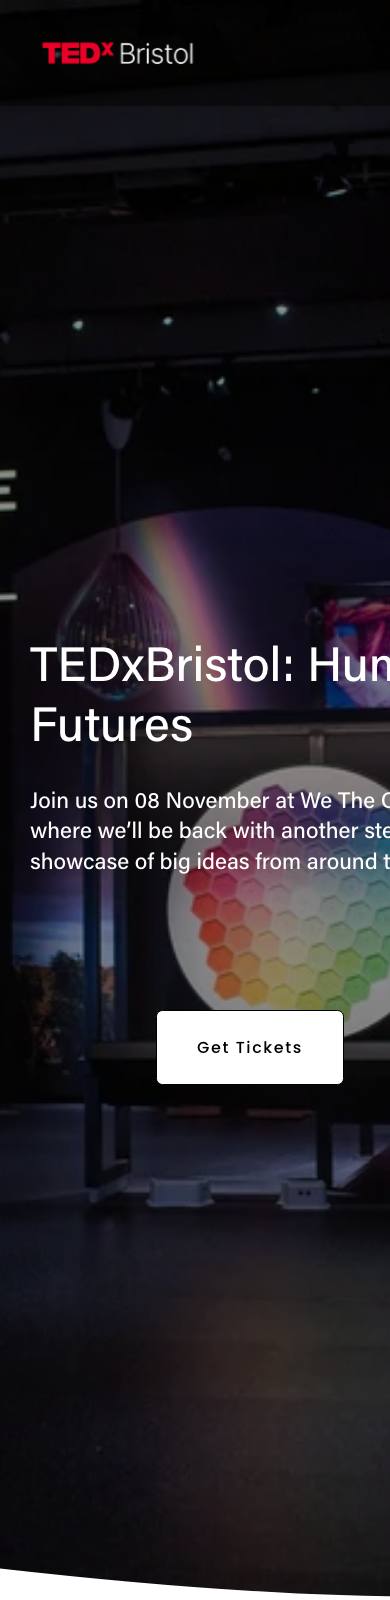 TEDx Bristol
E
TEDxBristol: Hum
Futures
Join us on 08 November at We The C
where we’ll be back with another ste
showcase of big ideas from around t
Get Tickets